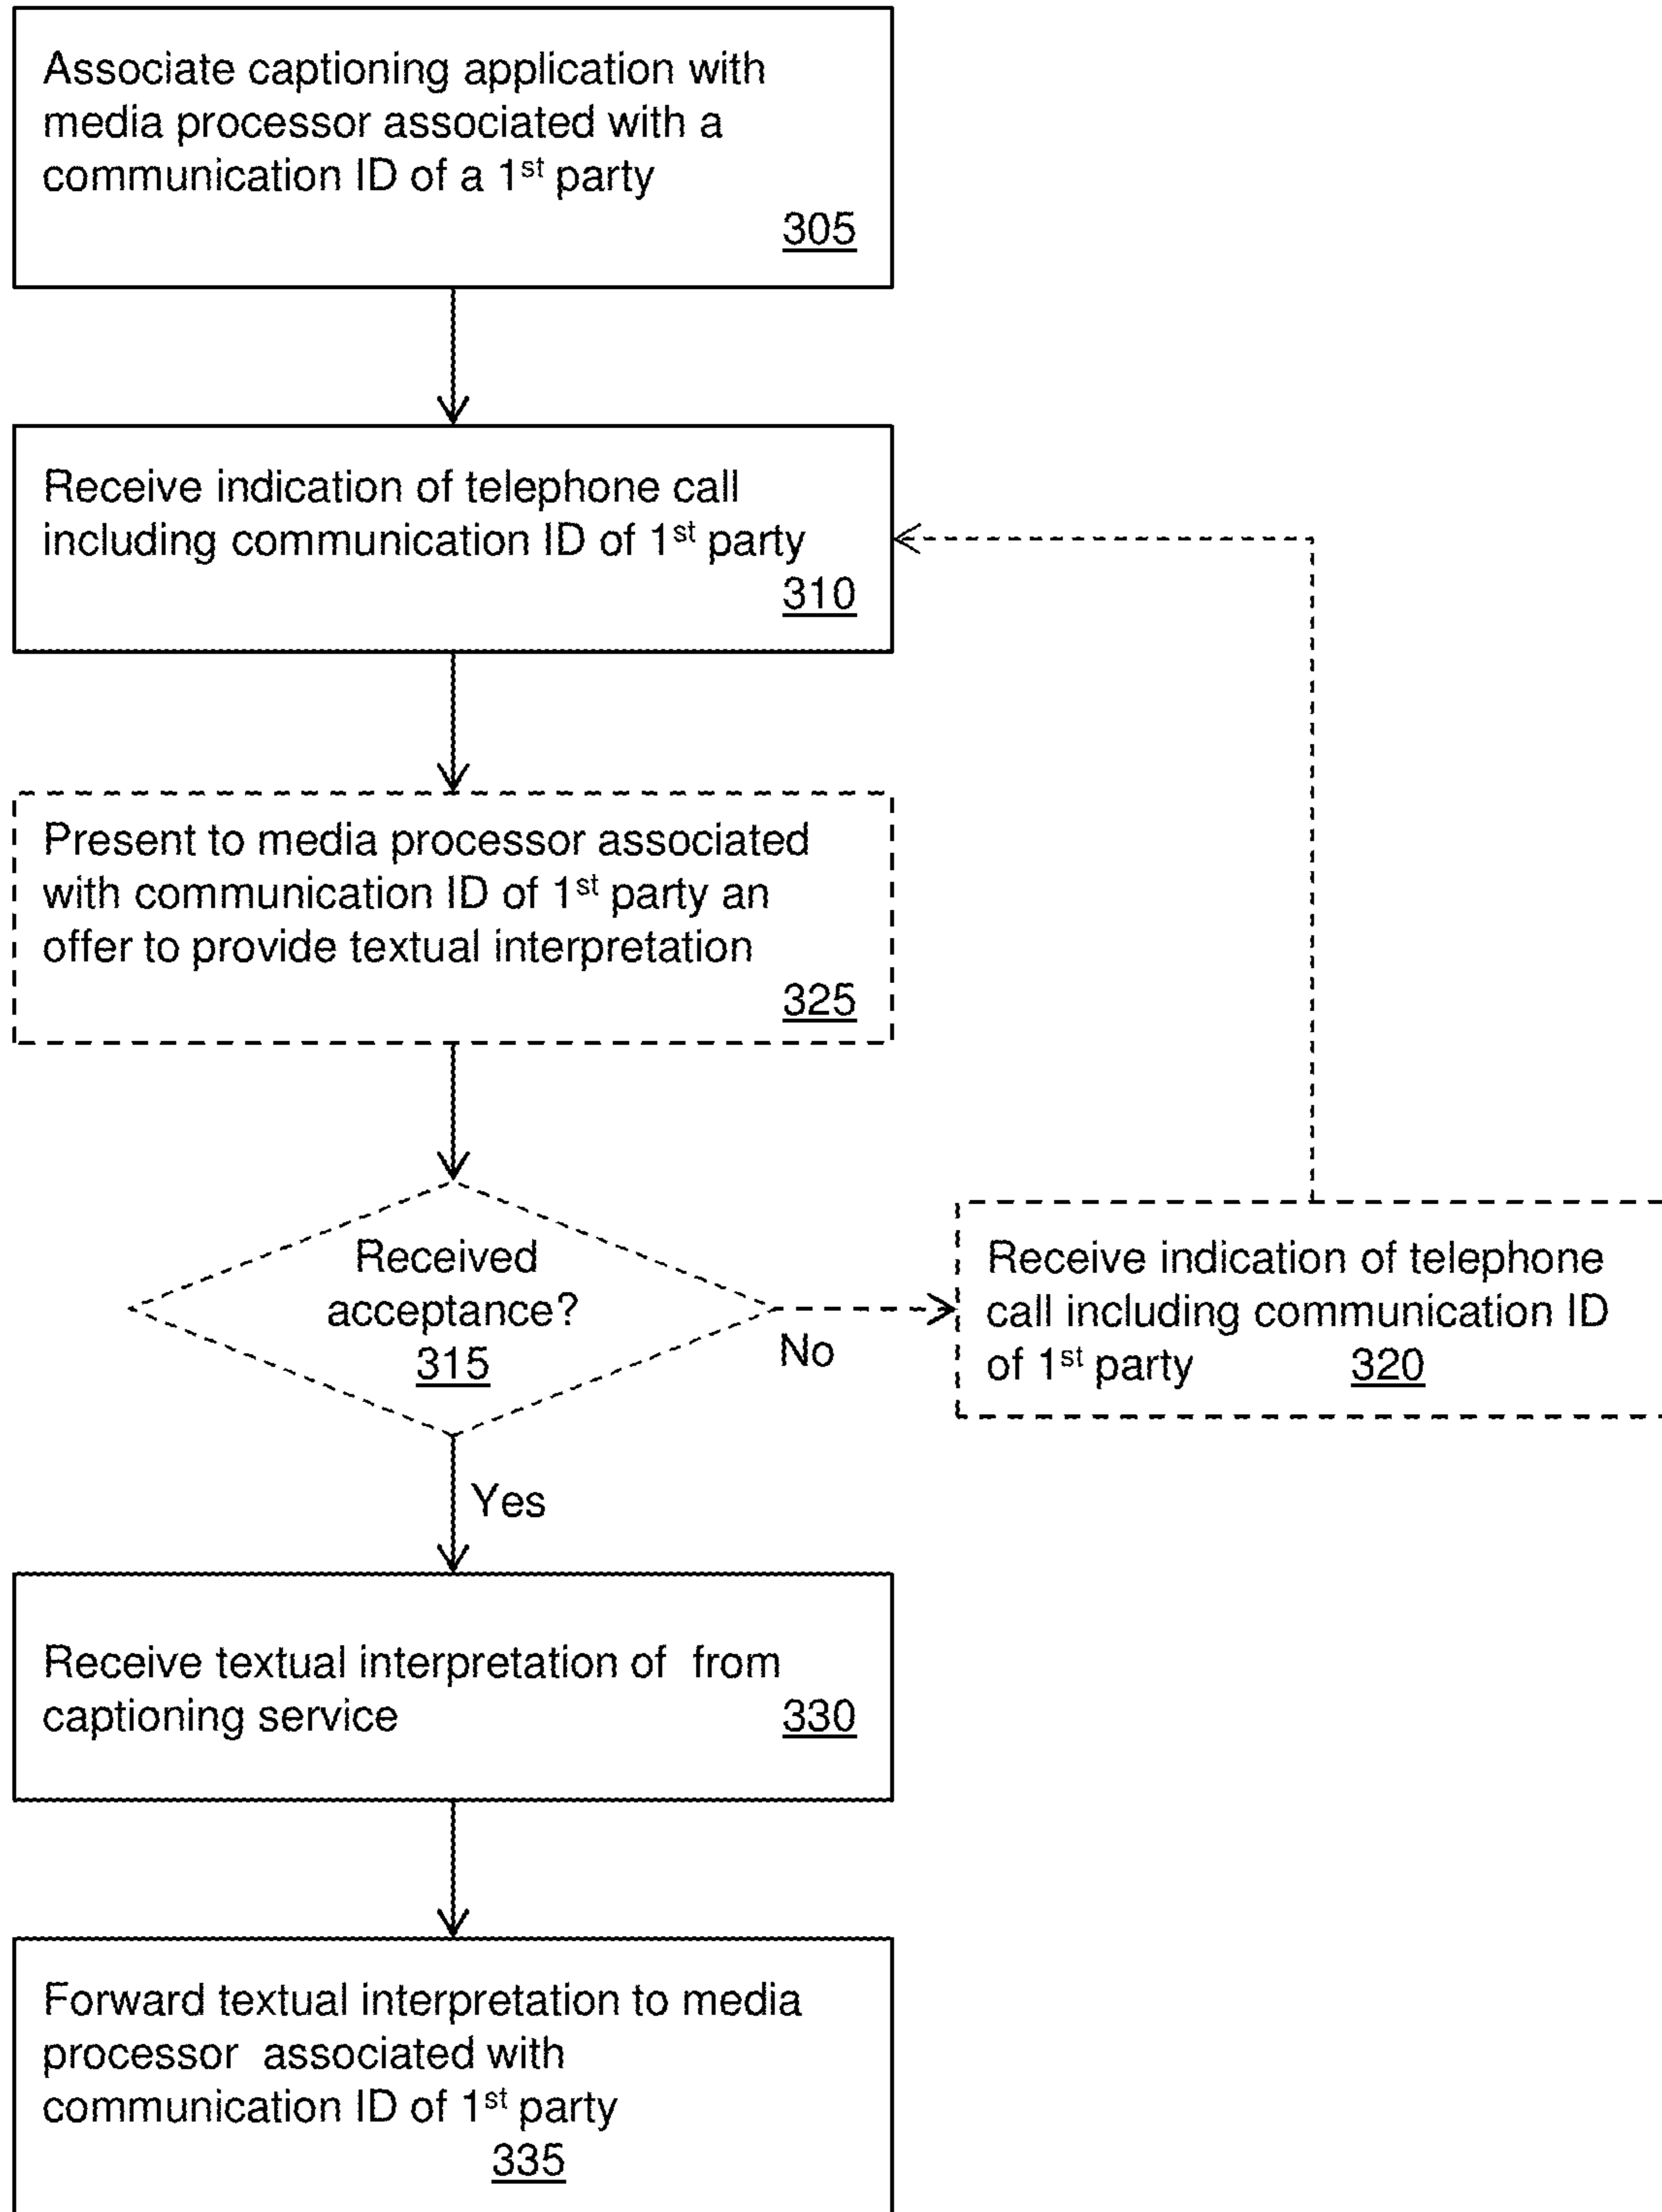 Associate captioning application with
media processor associated with a
communication ID of a 1st party
305
Receive indication of telephone call
including communication ID of 1st party
310
Present to media processor associated
with communication ID of 1st party an
offer to provide textual interpretation
325
Received
acceptance?
315
No
Receive indication of telephone
call including communication ID
of 1st party 320
Yes
Receive textual interpretation of from
captioning service 330
Forward textual interpretation to media
processor associated with
communication ID of 1st party
335